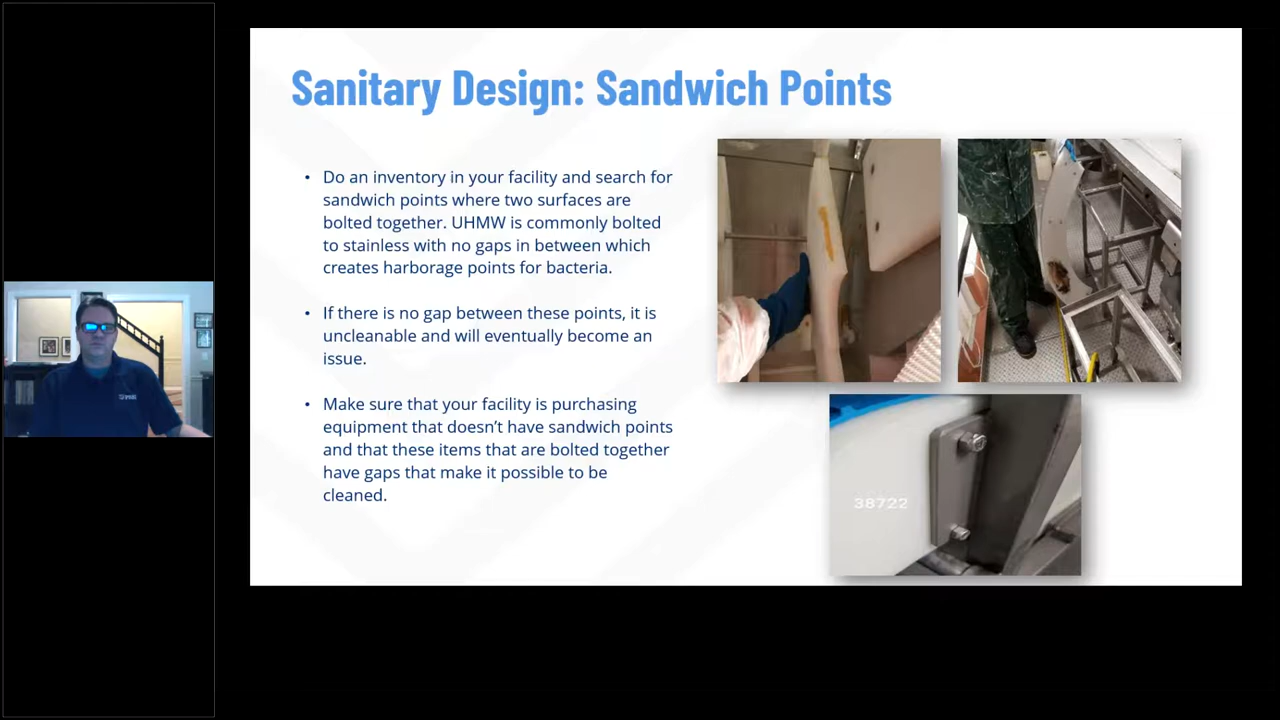 Sanitary Design: Sandwich Points
• Do an inventory in your facility and search for
sandwich points where two surfaces are
bolted together. UHMW is commonly bolted
to stainless with no gaps in between which
creates harborage points for bacteria.
• If there is no gap between these points, it is
uncleanable and will eventually become an
issue.
• Make sure that your facility is purchasing
equipment that doesn’t have sandwich points
and that these items that are bolted together
have gaps that make it possible to be
cleaned.
38722